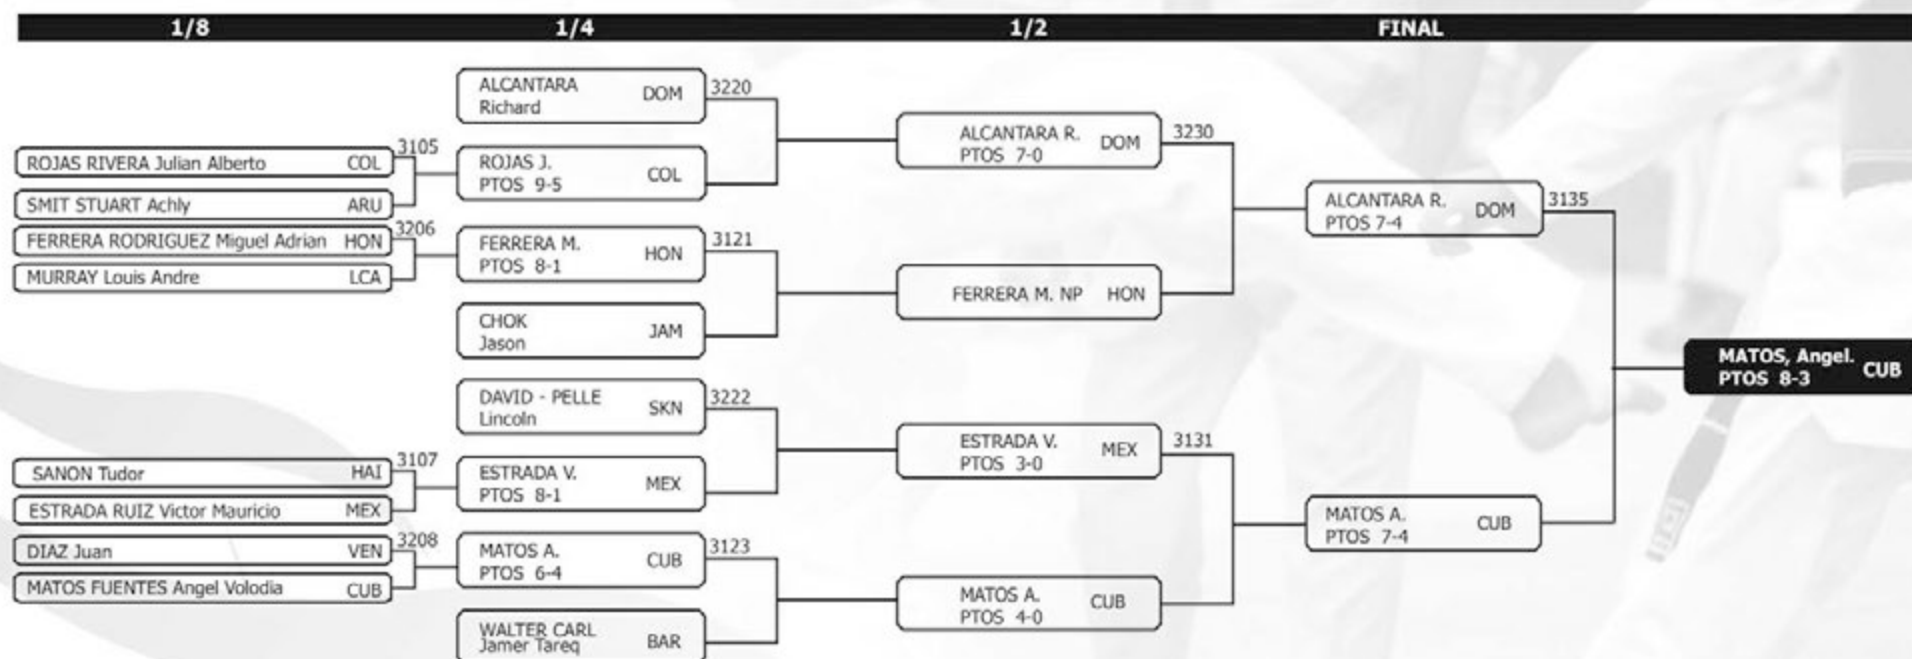 1/8 1/4 1/2 FINAL
ROJAS RIVERA Julian Alberto COL
3105
SMIT STUART Achly ARU
FERRERA RODRIGUEZ Miguel Adrian HON
3206
MURRAY Louis Andre LCA
SANON Tudor HAI
3107
ESTRADA RUIZ Victor Mauricio MEX
DIAZ Juan VEN
3208
MATOS FUENTES Angel Volodia CUB
ALCANTARA
Richard DOM
3220
ROJAS J.
PTOS 9-5 COL
FERRERA M.
PTOS 8-1 HON
3121
CHOK
Jason JAM
DAVID - PELLE
Lincoln SKN
3222
ESTRADA V.
PTOS 8-1 MEX
MATOS A.
PTOS 6-4 CUB
3123
WALTER CARL
Jamer Tareq BAR
ALCANTARA R.
PTOS 7-0 DOM
3230
FERRERA M. NP HON
ESTRADA V.
PTOS 3-0 MEX
3131
MATOS A.
PTOS 4-0 CUB
ALCANTARA R.
PTOS 7-4 DOM
3135
MATOS A.
PTOS 7-4 CUB
MATOS, Angel.
PTOS 8-3 CUB